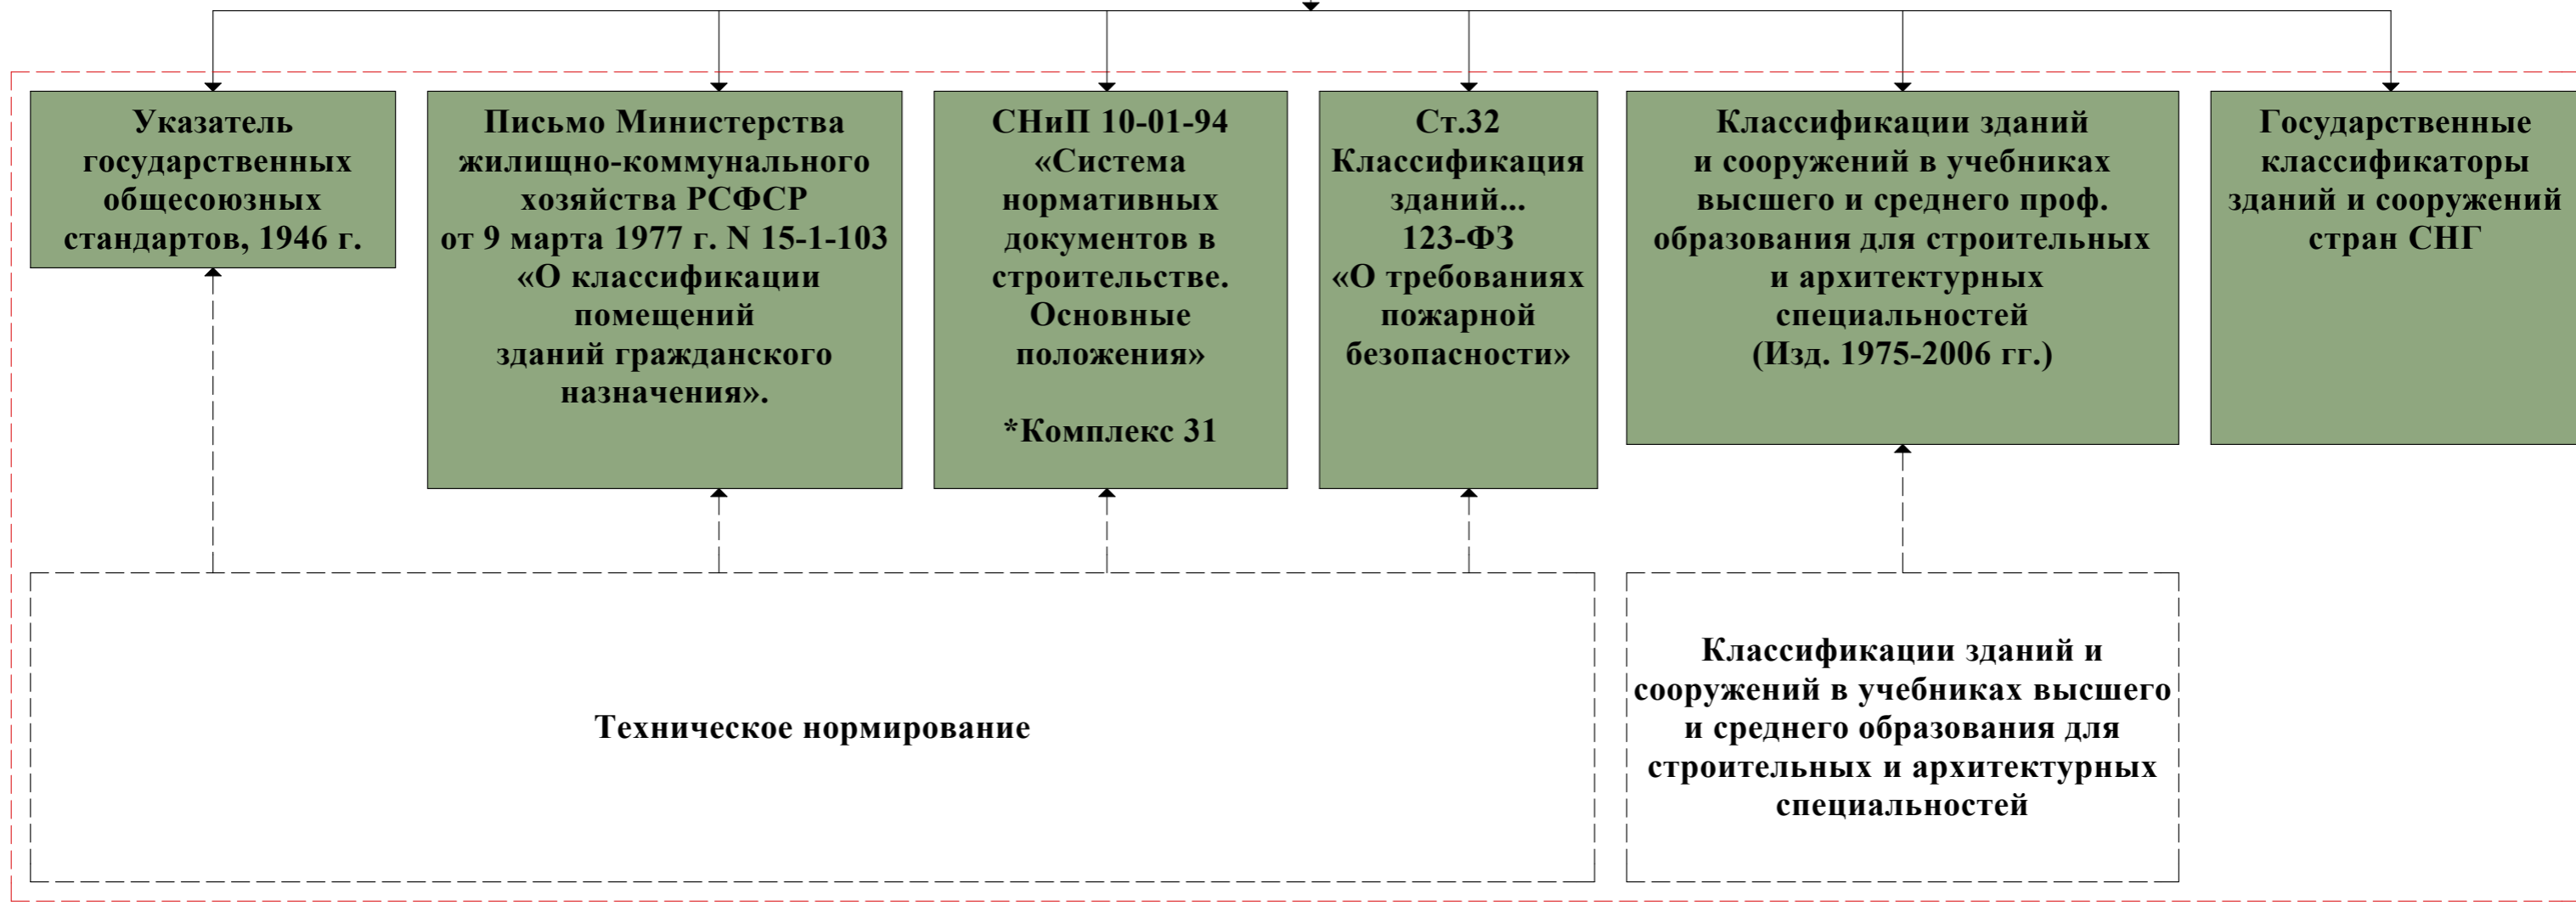 Указатель
государственных
общесоюзных
стандартов, 1946 г.
Письмо Министерства
жилищно-коммунального
хозяйства РСФСР
от 9 марта 1977 г. N 15-1-103
«О классификации
помещений
зданий гражданского
назначения».
СНиП 10-01-94
«Система
нормативных
документов в
строительстве.
Основные
положения»
*Комплекс 31
Ст.32
Классификация
зданий...
123-ФЗ
«О требованиях
пожарной
безопасности»
Классификации зданий
и сооружений в учебниках
высшего и среднего проф.
образования для строительных
и архитектурных
специальностей
(Изд. 1975-2006 гг.)
Государственные
классификаторы
зданий и сооружений
стран СНГ
Техническое нормирование
Классификации зданий и
сооружений в учебниках высшего
и среднего образования для
строительных и архитектурных
специальностей